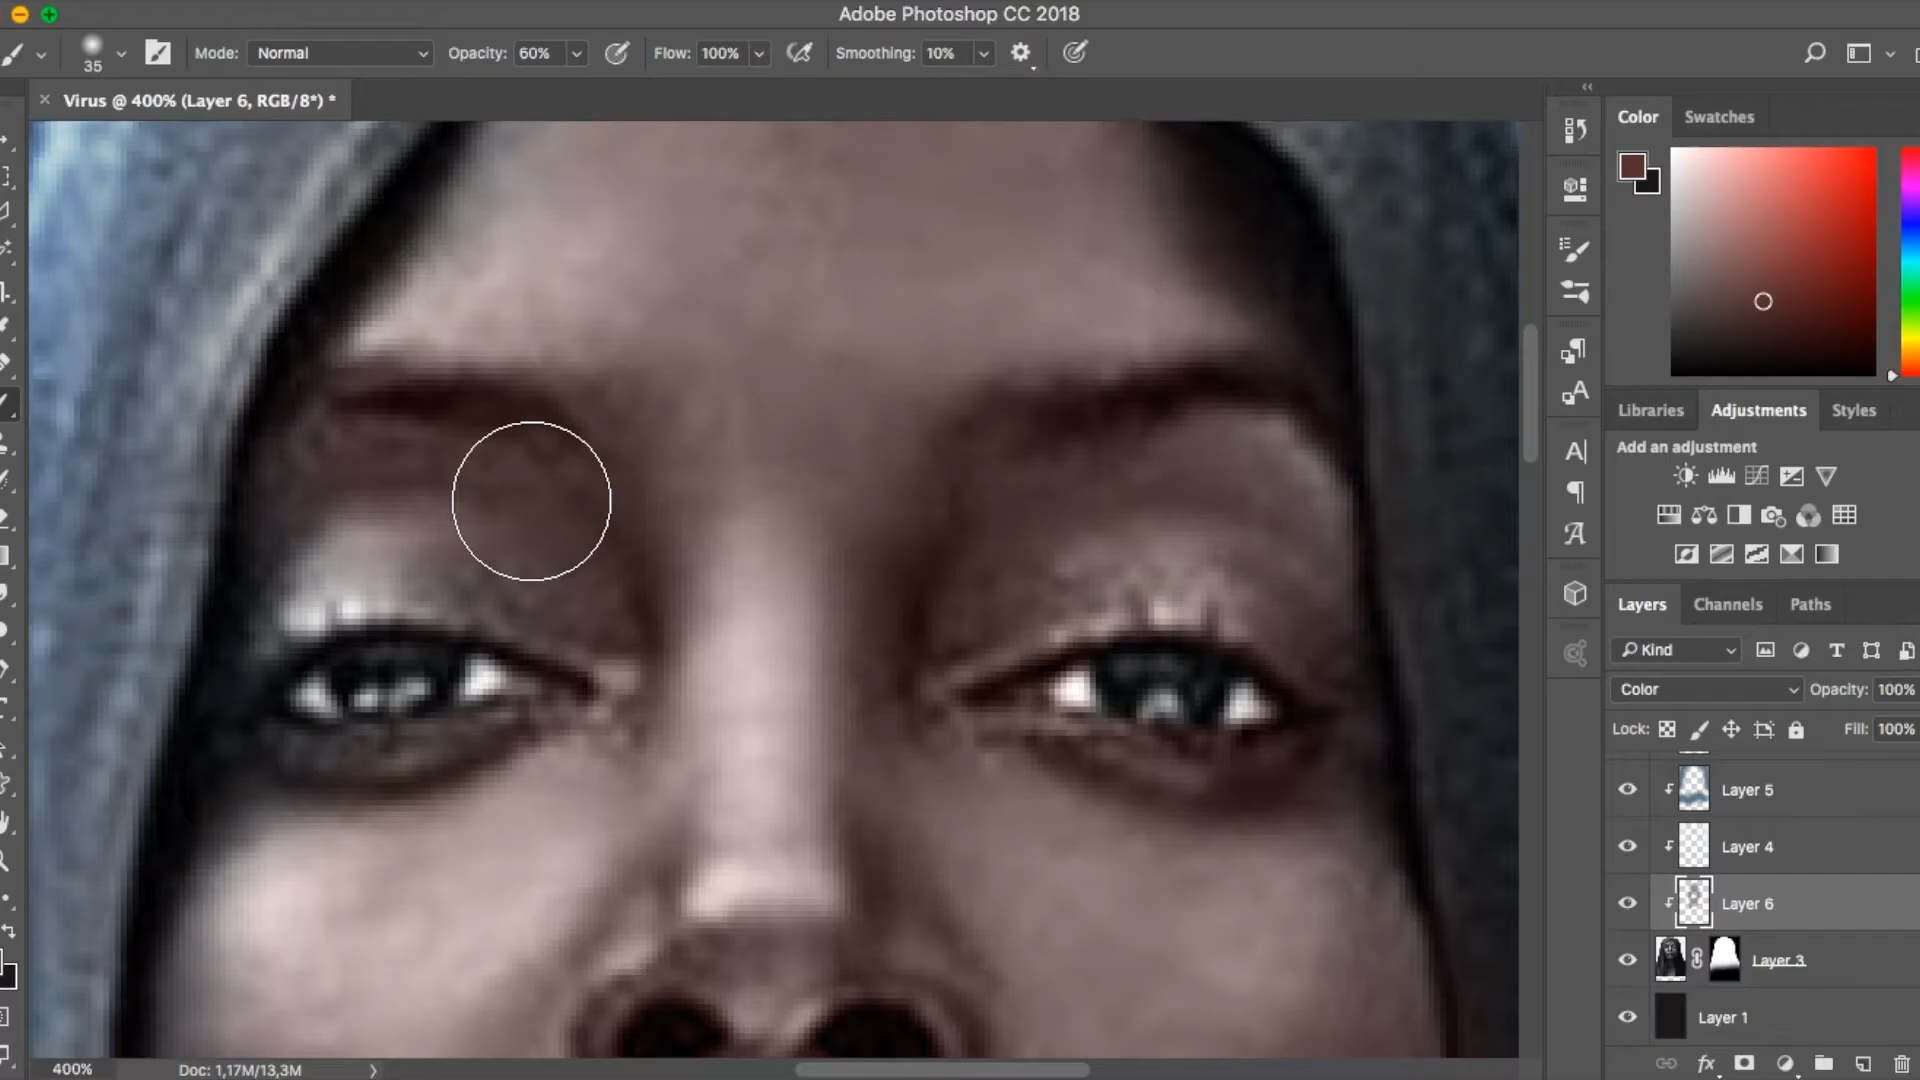 Adobe Photoshop CC 2018
35
Mode: Normal Opacity: 60% Flow: 100% Smoothing: 10%
× Virus @ 400% (Layer 6, RGB/8*) *
Color Swatches
Libraries Adjustments Styles
Add an adjustment
Layers Channels Paths
Kind
Color Opacity: 100%
Lock: Fill: 100%
Layer 5
Layer 4
Layer 6
Layer 3
Layer 1
400% Doc: 1,17M/13,3M